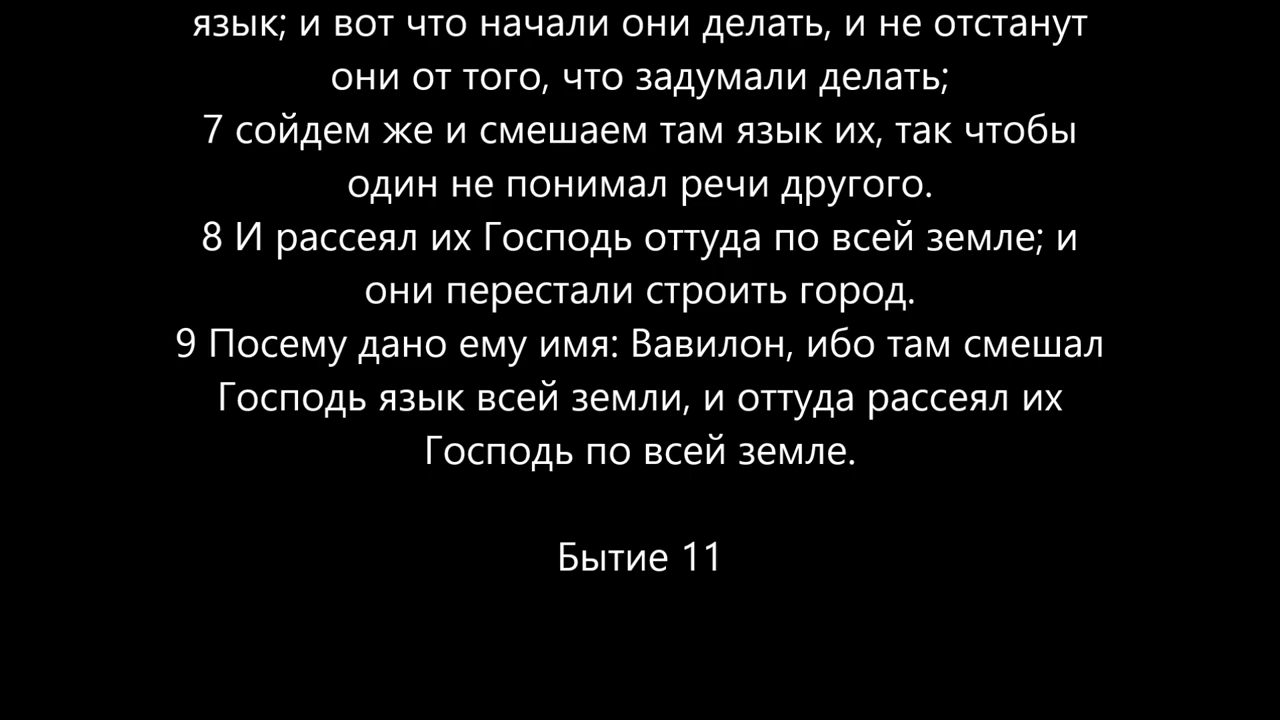 язык; и вот что начали они делать, и не отстанут
они от того, что задумали делать;
7 сойдем же и смешаем там язык их, так чтобы
один не понимал речи другого.
8 И рассеял их Господь оттуда по всей земле; и
они перестали строить город.
9 Посему дано ему имя: Вавилон, ибо там смешал
Господь язык всей земли, и оттуда рассеял их
Господь по всей земле.
Бытие 11